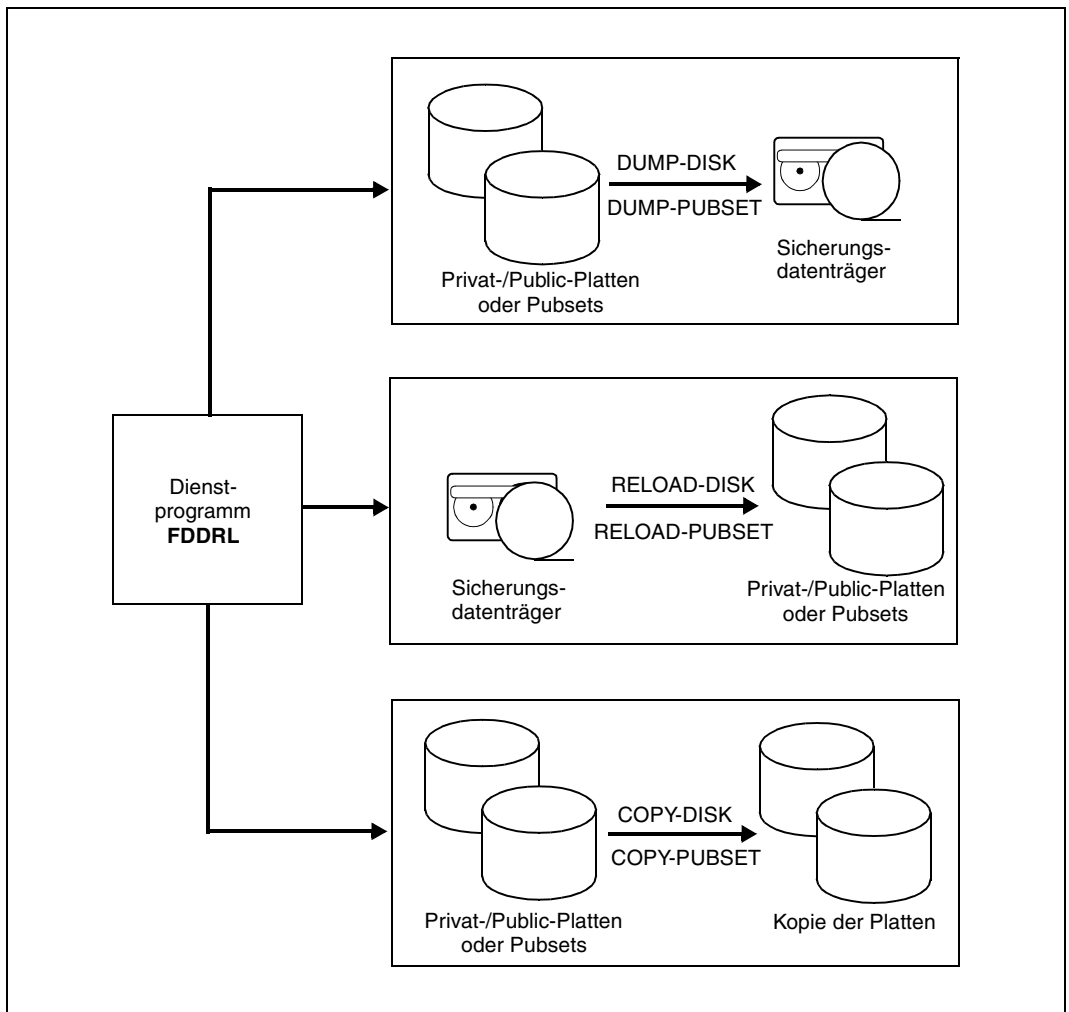 DUMP-DISK
DUMP-PUBSET
Sicherungs-
datenträger
Privat-/Public-Platten
oder Pubsets
Dienst-
programm
FDDRL
RELOAD-DISK
RELOAD-PUBSET
Sicherungs-
datenträger
Privat-/Public-Platten
oder Pubsets
COPY-DISK
COPY-PUBSET
Privat-/Public-Platten
oder Pubsets
Kopie der Platten